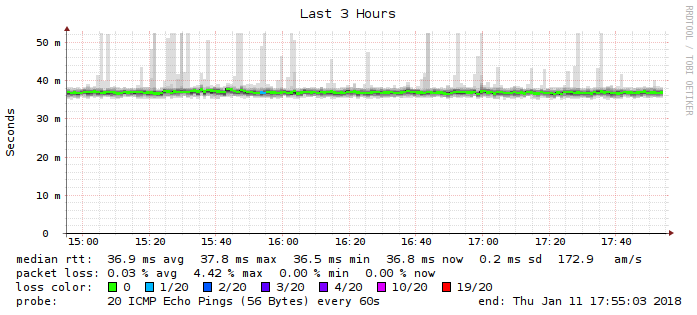 Last 3 Hours
RRDTOOL / TOBI OETIKER
Seconds
50 m
40 m
30 m
20 m
10 m
0
15:00 15:20 15:40 16:00 16:20 16:40 17:00 17:20 17:40
median rtt: 36.9 ms avg 37.8 ms max 36.5 ms min 36.8 ms now 0.2 ms sd 172.9 am/s
packet loss: 0.03 % avg 4.42 % max 0.00 % min 0.00 % now
loss color: 0 1/20 2/20 3/20 4/20 10/20 19/20
probe: 20 ICMP Echo Pings (56 Bytes) every 60s end: Thu Jan 11 17:55:03 2018